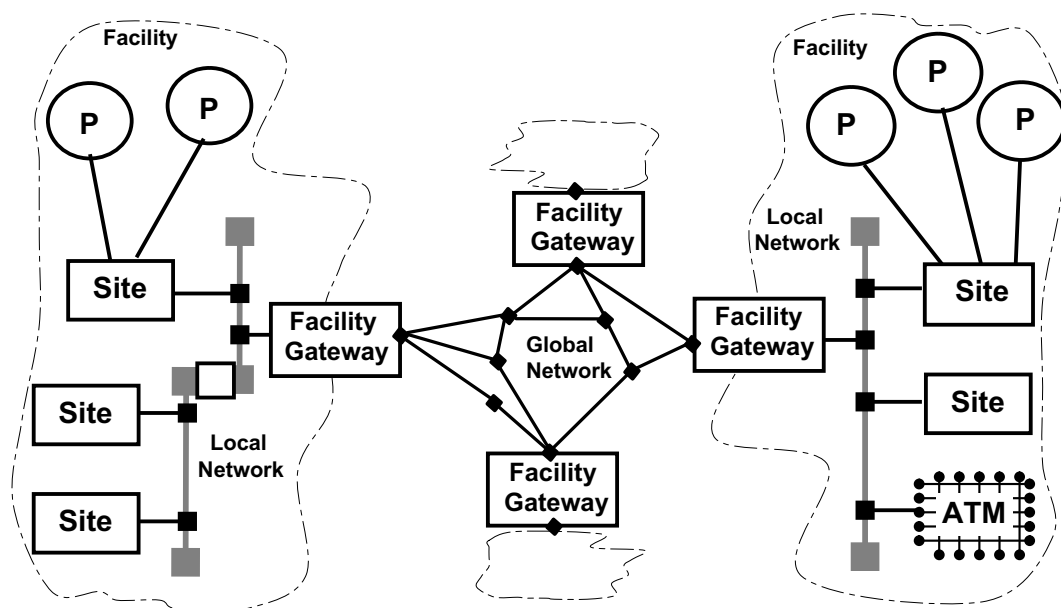 Facility
P
P
Site
Facility
Gateway
Site
Local
Network
Site
Facility
Gateway
Global
Network
Facility
Gateway
Facility
P
P
P
Local
Network
Site
Facility
Gateway
Site
ATM